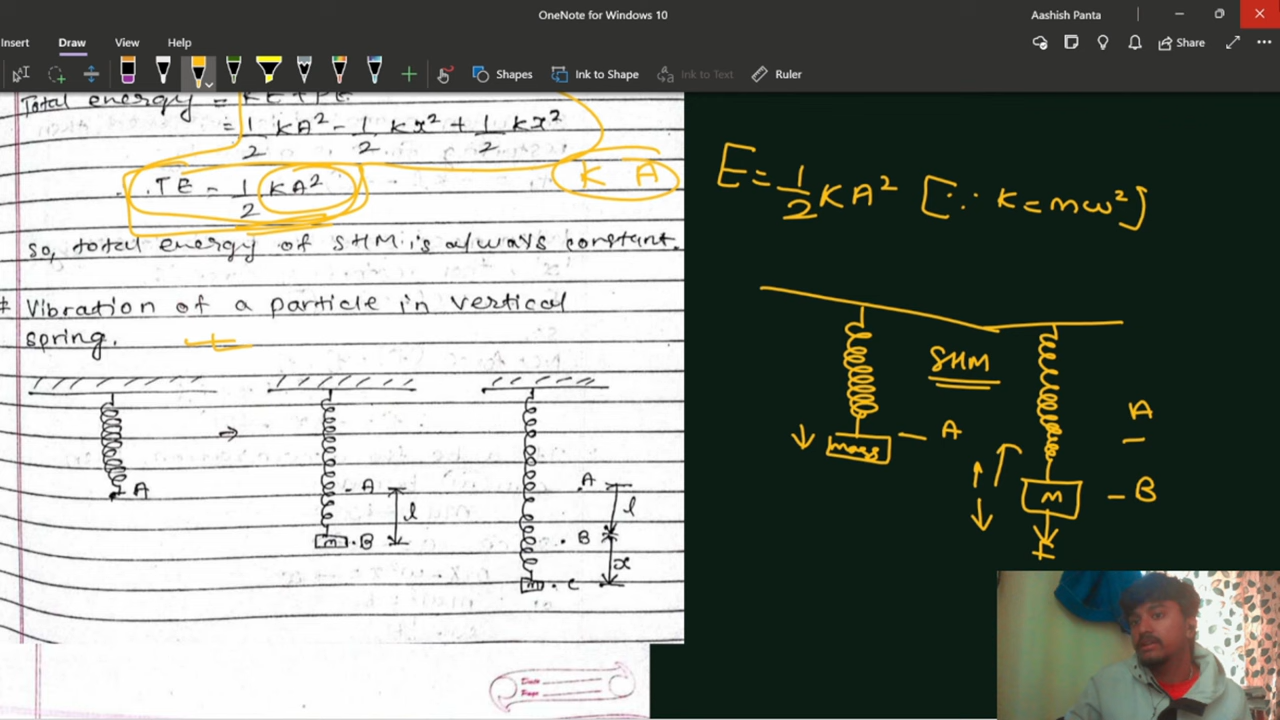 OneNote for Windows 10
Aashish Panta
Insert Draw View Help
Share
Shapes Ink to Shape Ink to Text Ruler
Total energy = KE + PE
= 1/2 KA² - 1/2 Kx² + 1/2 Kx²
∴ TE = 1/2 KA²
K A
so, total energy of SHM is always constant.
# Vibration of a particle in vertical
spring.
A
A
l
m B
A
l
B
x
m C
Date
Page
E = 1/2 KA² [∵ K = mω²]
SHM
mass A
A
M B